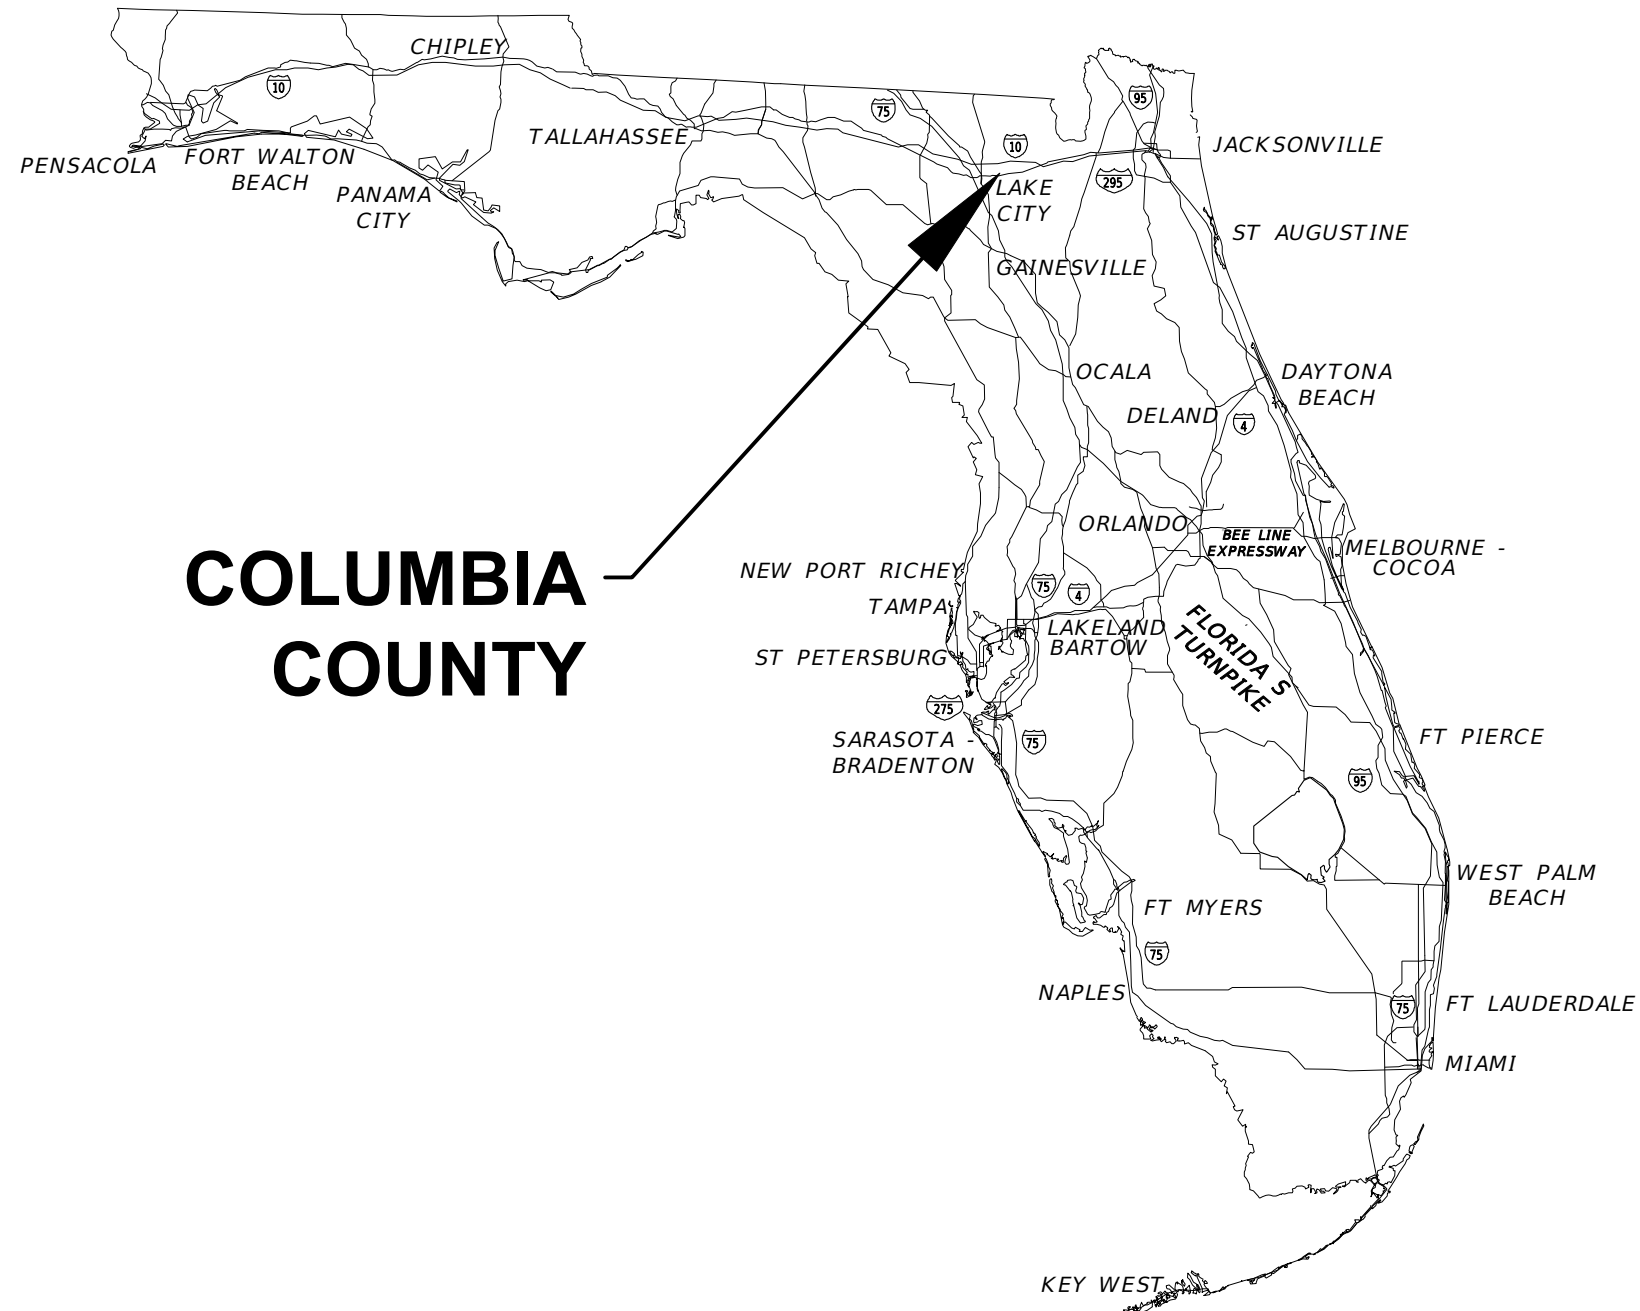 CHIPLEY
10
75
95
TALLAHASSEE
10
JACKSONVILLE
PENSACOLA
FORT WALTON
BEACH
PANAMA
CITY
295
LAKE
CITY
ST AUGUSTINE
GAINESVILLE
OCALA
DAYTONA
BEACH
DELAND
4
ORLANDO
BEE LINE
EXPRESSWAY
MELBOURNE -
COCOA
COLUMBIA
COUNTY
NEW PORT RICHEY
75
4
TAMPA
LAKELAND
BARTOW
FLORIDA S
TURNPIKE
ST PETERSBURG
275
SARASOTA -
BRADENTON
75
FT PIERCE
95
WEST PALM
BEACH
FT MYERS
75
NAPLES
75
FT LAUDERDALE
MIAMI
KEY WEST